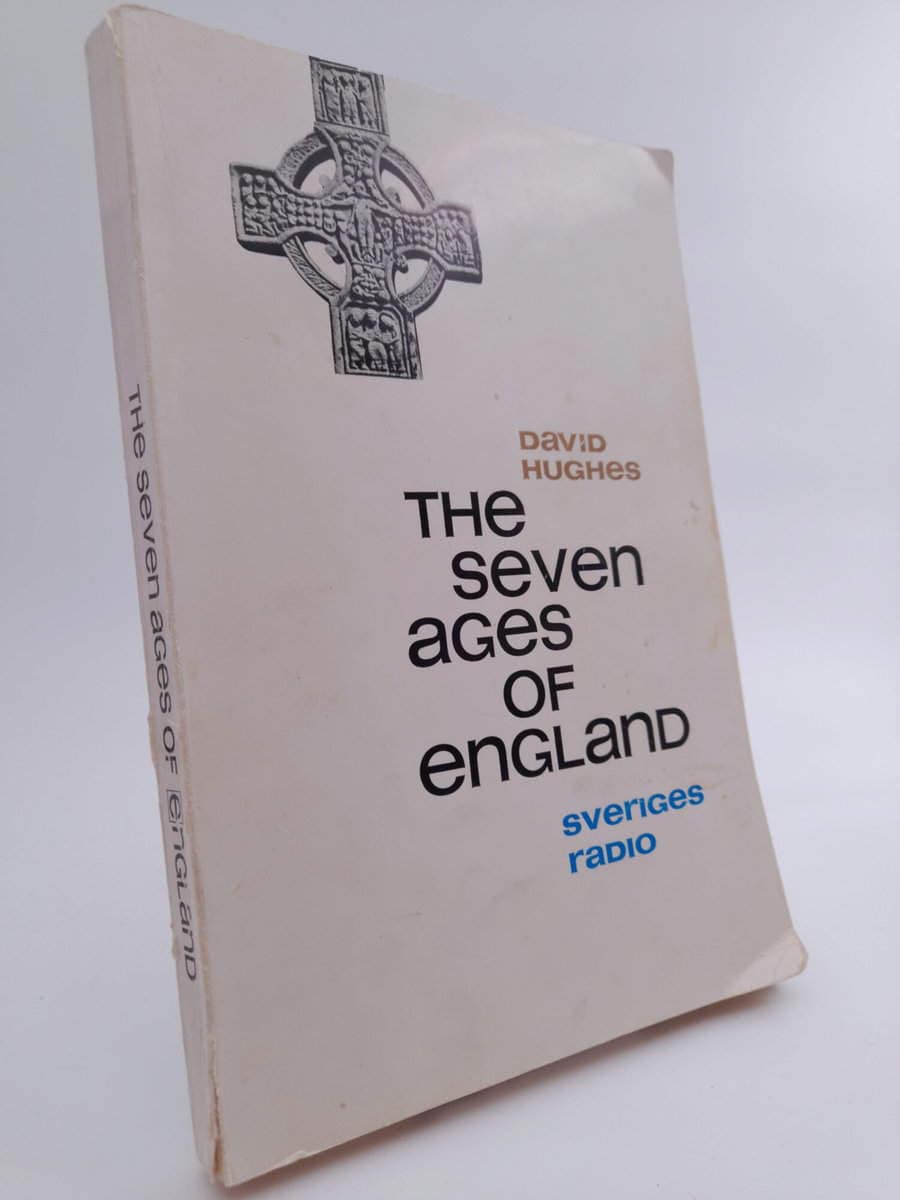 DaviD
HUGHes
THe
seven
aGes
OF
enGLanD
sveriGes
raDIO
THe seven aGes OF enGLanD